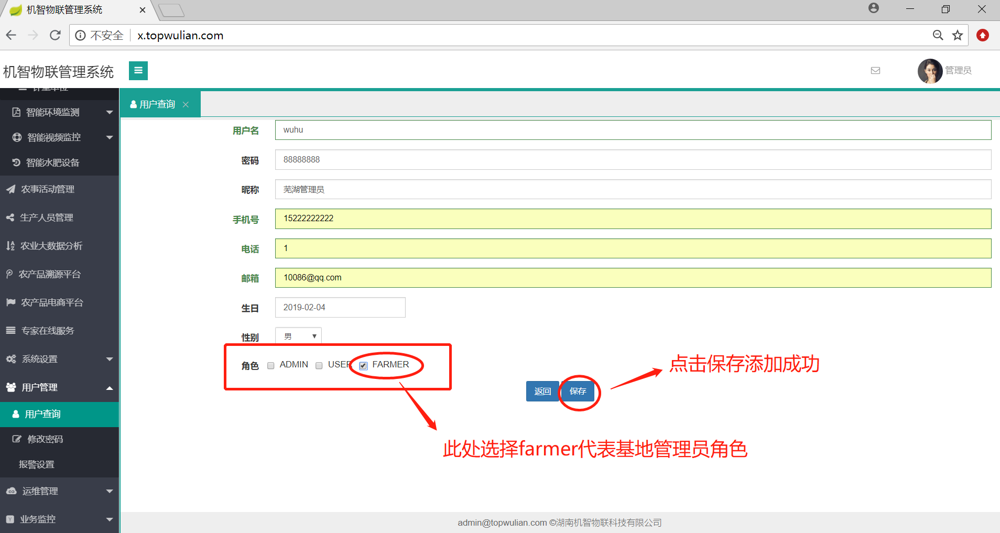 机智物联管理系统
不安全
x.topwulian.com
机智物联管理系统
管理员
计量单位
智能环境监测
智能视频监控
智能水肥设备
农事活动管理
生产人员管理
农业大数据分析
农产品溯源平台
农产品电商平台
专家在线服务
系统设置
用户管理
用户查询
修改密码
报警设置
运维管理
业务监控
用户查询
用户名 wuhu
密码 88888888
昵称 芜湖管理员
手机号 15222222222
电话 1
邮箱 10086@qq.com
生日 2019-02-04
性别 男
角色 ADMIN USER FARMER
返回 保存
点击保存添加成功
此处选择farmer代表基地管理员角色
admin@topwulian.com ©湖南机智物联科技有限公司